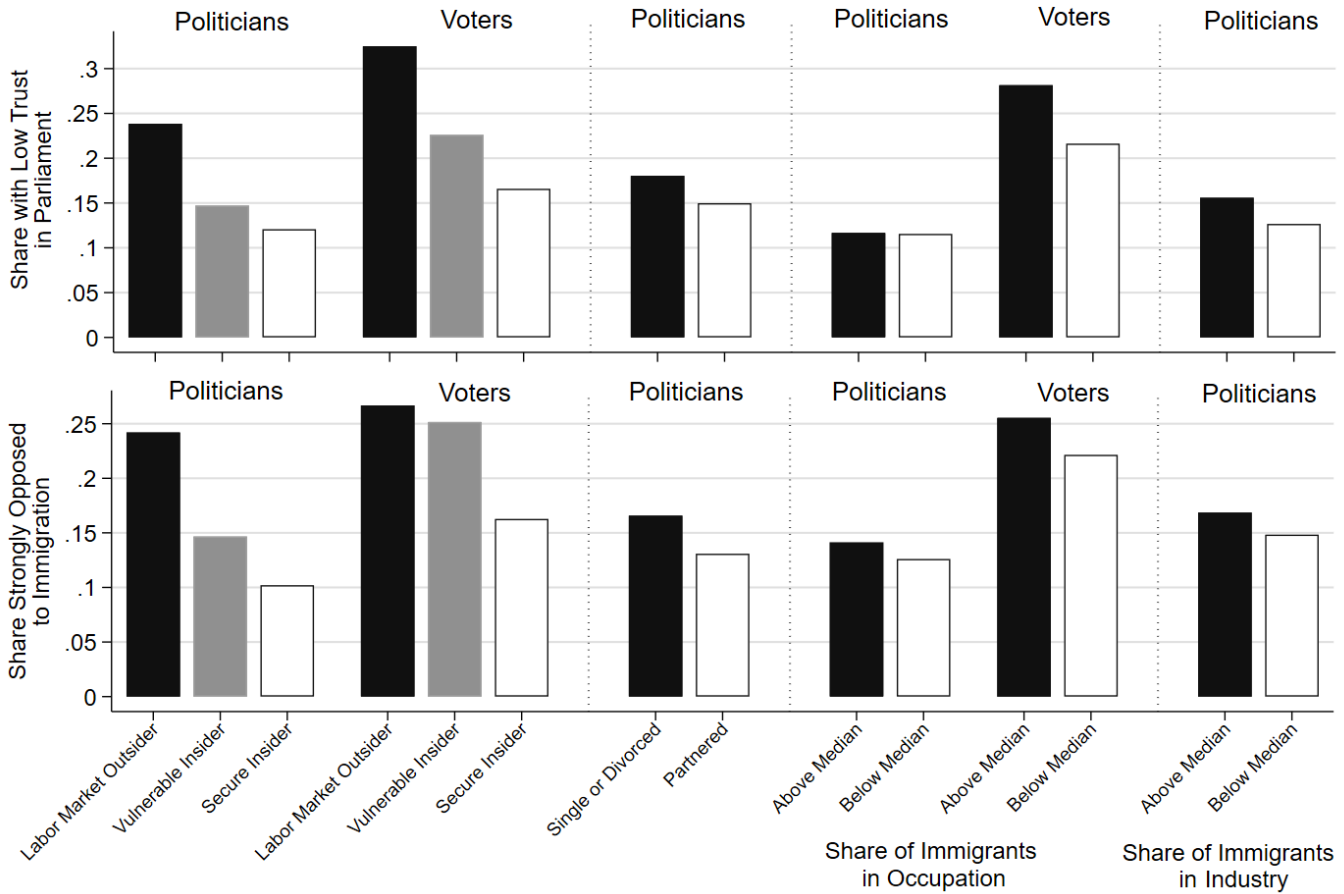 Politicians
Voters
Politicians
Politicians
Voters
Politicians
Share with Low Trust
in Parliament
.3
.25
.2
.15
.1
.05
0
Politicians
Voters
Politicians
Politicians
Voters
Politicians
Share Strongly Opposed
to Immigration
.25
.2
.15
.1
.05
0
Labor Market Outsider
Vulnerable Insider
Secure Insider
Labor Market Outsider
Vulnerable Insider
Secure Insider
Single or Divorced
Partnered
Above Median
Below Median
Above Median
Below Median
Above Median
Below Median
Share of Immigrants
in Occupation
Share of Immigrants
in Industry